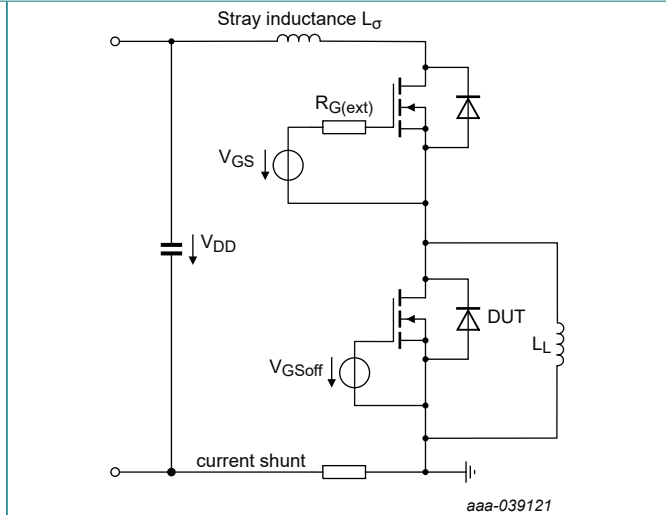 Stray inductance Lσ
RG(ext)
VGS
VDD
DUT
LL
VGSoff
current shunt
aaa-039121